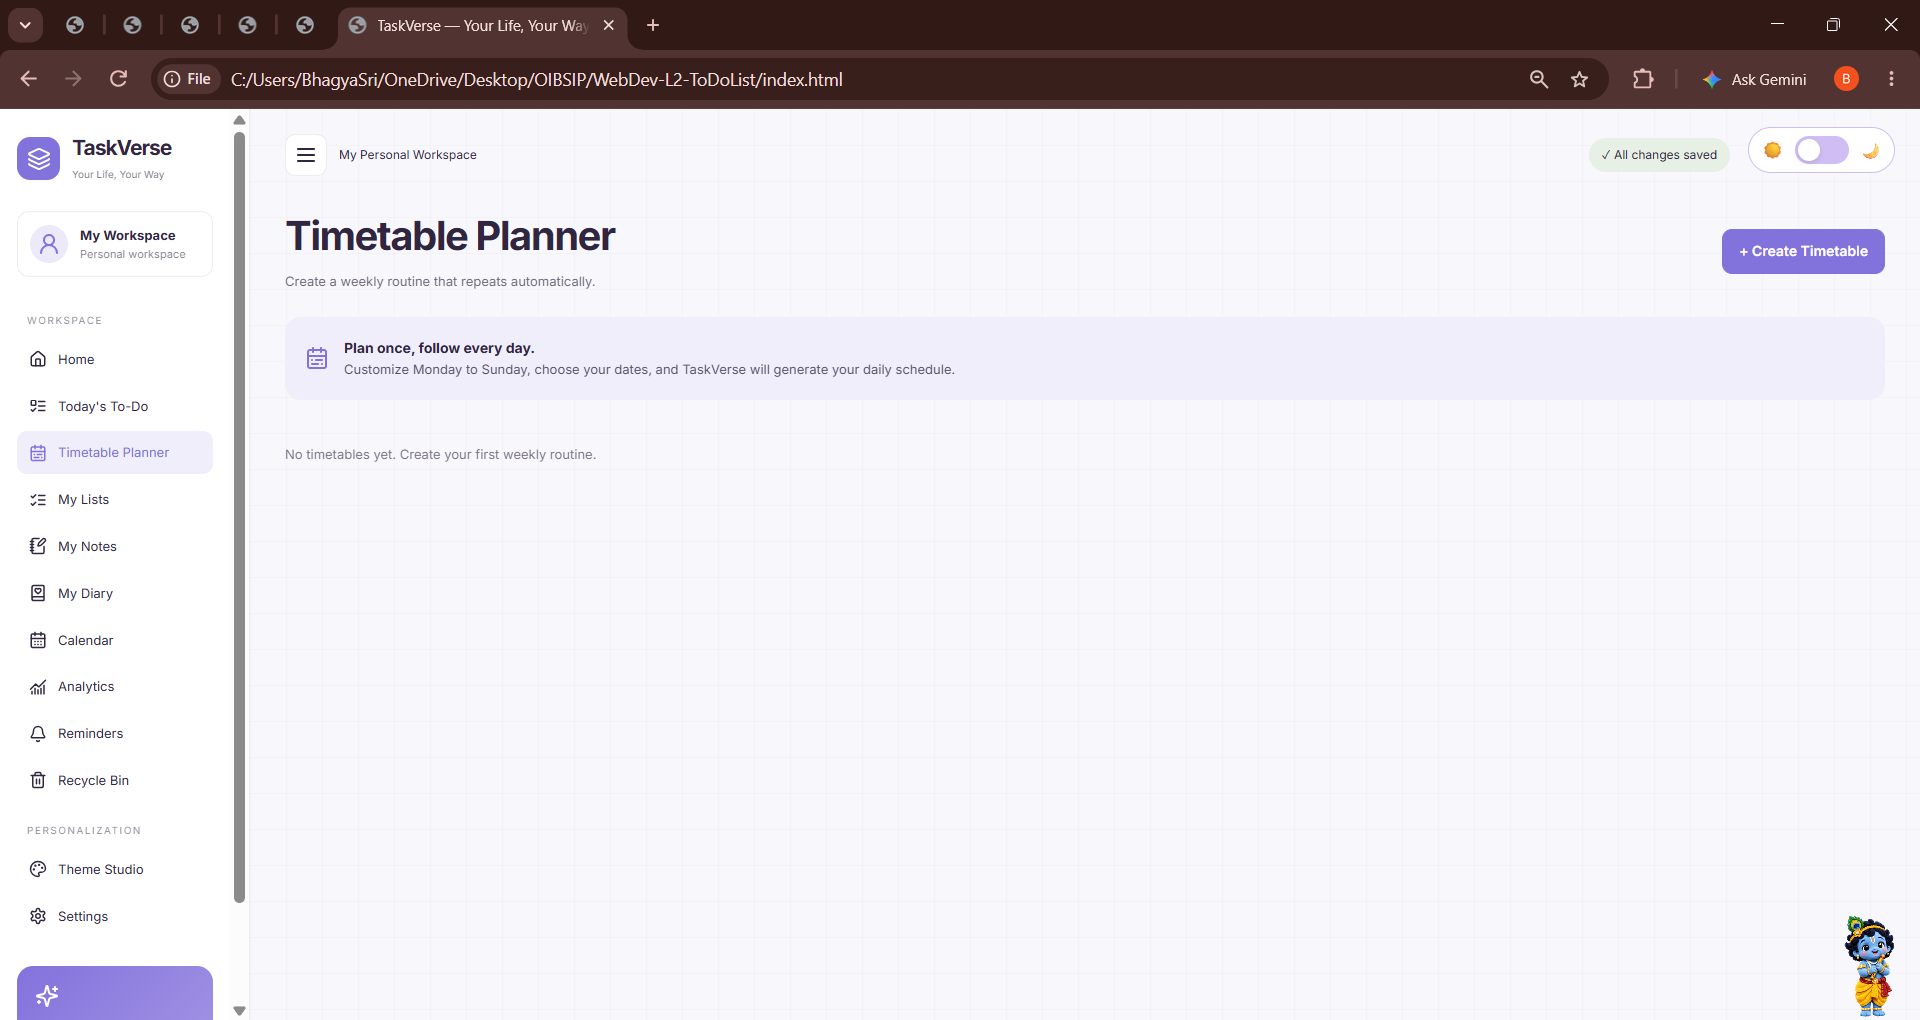 TaskVerse — Your Life, Your Way
File
C:/Users/BhagyaSri/OneDrive/Desktop/OIBSIP/WebDev-L2-ToDoList/index.html
Ask Gemini
B
TaskVerse
Your Life, Your Way
My Workspace
Personal workspace
WORKSPACE
Home
Today's To-Do
Timetable Planner
My Lists
My Notes
My Diary
Calendar
Analytics
Reminders
Recycle Bin
PERSONALIZATION
Theme Studio
Settings
My Personal Workspace
✓ All changes saved
Timetable Planner
Create a weekly routine that repeats automatically.
+ Create Timetable
Plan once, follow every day.
Customize Monday to Sunday, choose your dates, and TaskVerse will generate your daily schedule.
No timetables yet. Create your first weekly routine.